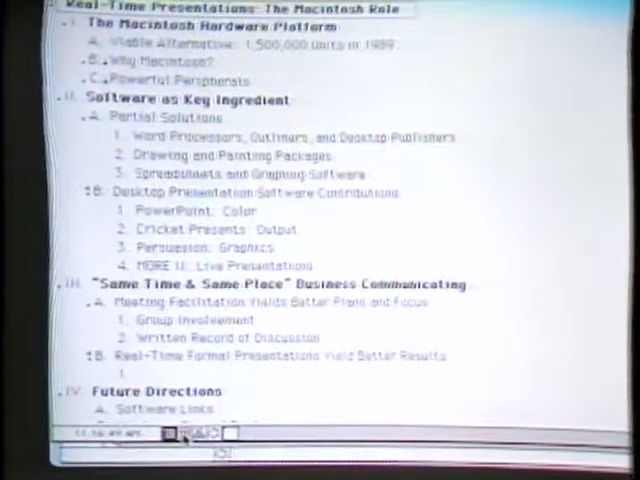 Real-Time Presentations: The Macintosh Role
I. The Macintosh Hardware Platform
A. Viable Alternative: 1,500,000 units in 1989
B. Why Macintosh?
C. Powerful Peripherals
II. Software as Key Ingredient
A. Partial Solutions
1. Word Processors, Outliners, and Desktop Publishers
2. Drawing and Painting Packages
3. Spreadsheets and Graphing Software
B. Desktop Presentation Software Contributions
1. PowerPoint: Color
2. Cricket Presents: Output
3. Persuasion: Graphics
4. MORE II: Live Presentations
III. "Same Time & Same Place" Business Communicating
A. Meeting Facilitation Yields Better Plans and Focus
1. Group Involvement
2. Written Record of Discussion
B. Real-Time Formal Presentations Yield Better Results
1.
IV. Future Directions
A. Software Links